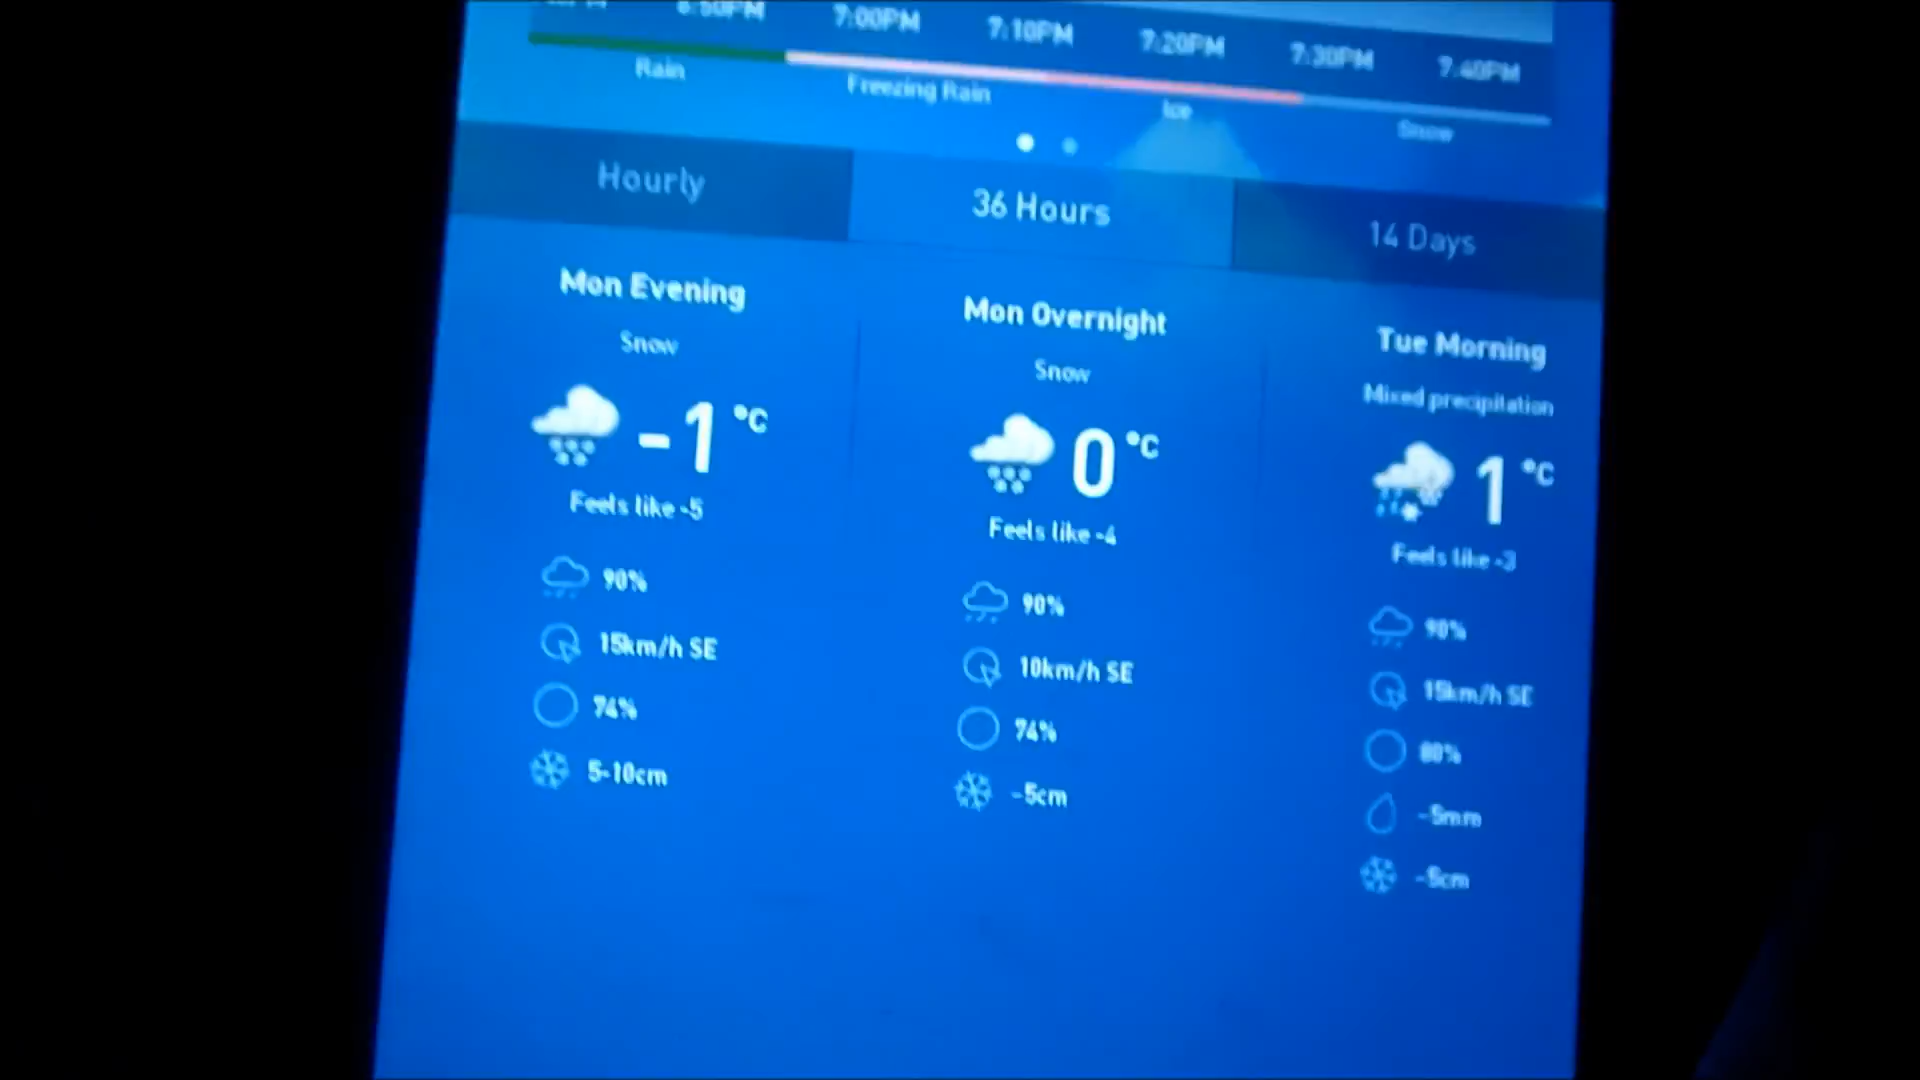 6:50PM 7:00PM 7:10PM 7:20PM 7:30PM 7:40PM
Rain Freezing Rain Ice Snow
Hourly 36 Hours 14 Days
Mon Evening
Snow
-1 °C
Feels like -5
90%
15km/h SE
74%
5-10cm
Mon Overnight
Snow
0 °C
Feels like -4
90%
10km/h SE
74%
~5cm
Tue Morning
Mixed precipitation
1 °C
Feels like -3
90%
15km/h SE
80%
~5mm
~5cm